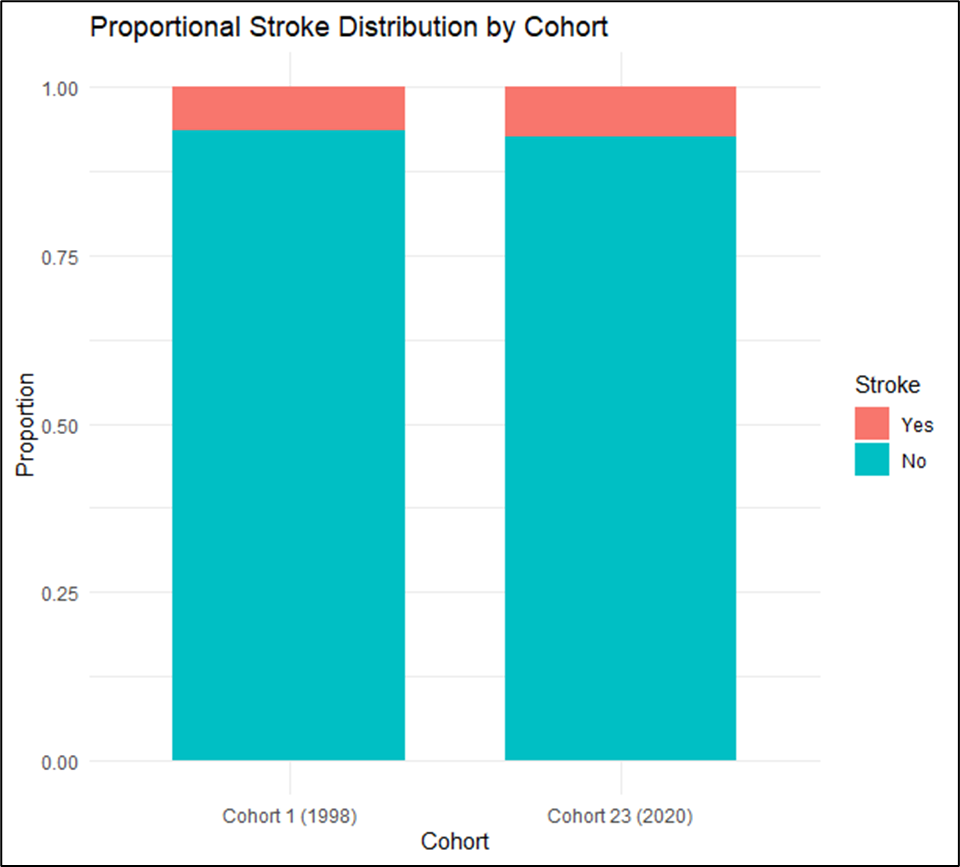 Proportional Stroke Distribution by Cohort
1.00
0.75
0.50
0.25
0.00
Proportion
Cohort 1 (1998)
Cohort 23 (2020)
Cohort
Stroke
Yes
No